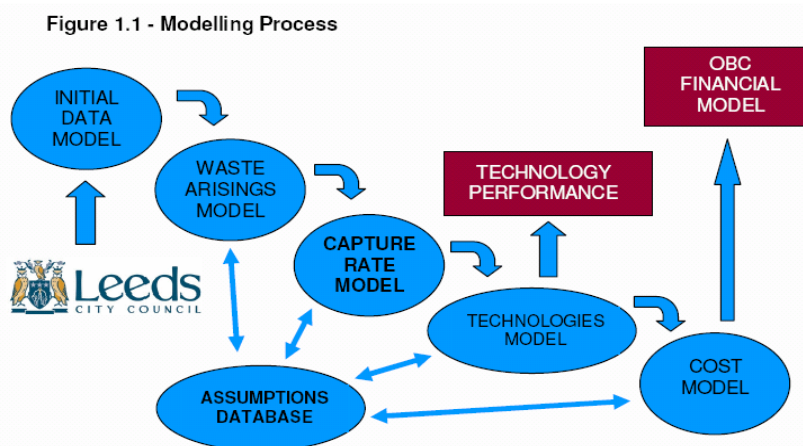 Figure 1.1 - Modelling Process
OBC
FINANCIAL
MODEL
INITIAL
DATA
MODEL
WASTE
ARISINGS
MODEL
TECHNOLOGY
PERFORMANCE
CAPTURE
RATE
MODEL
Leeds
CITY COUNCIL
TECHNOLOGIES
MODEL
COST
MODEL
ASSUMPTIONS
DATABASE